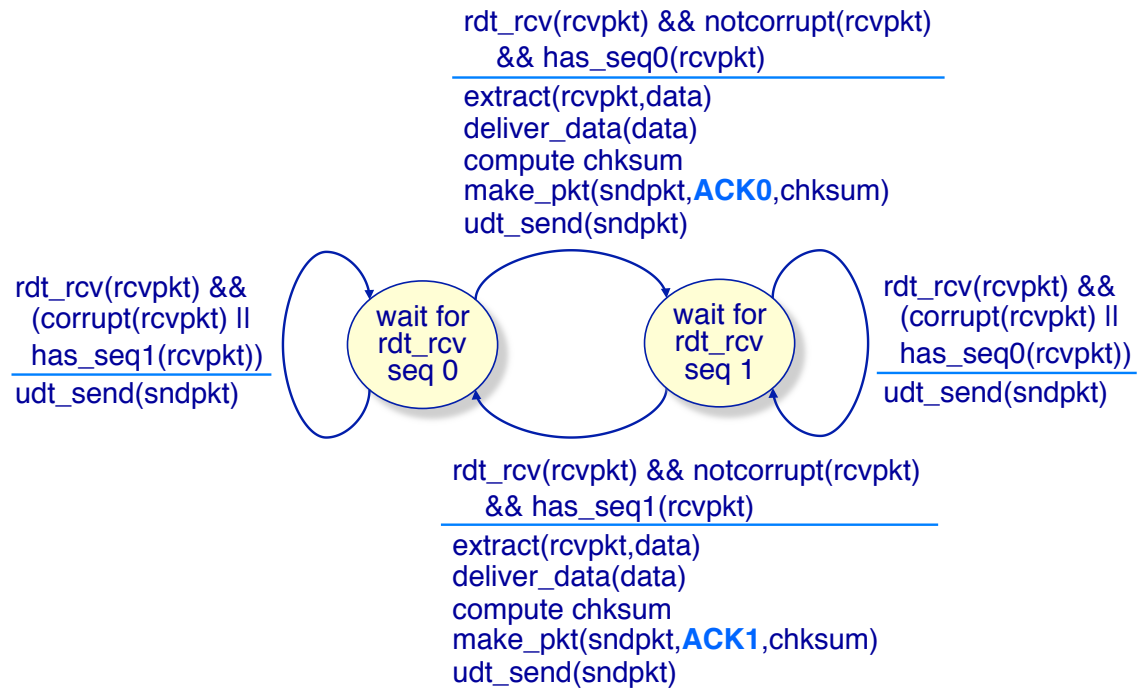 rdt_rcv(rcvpkt) && notcorrupt(rcvpkt)
&& has_seq0(rcvpkt)
extract(rcvpkt,data)
deliver_data(data)
compute chksum
make_pkt(sndpkt,ACK0,chksum)
udt_send(sndpkt)
rdt_rcv(rcvpkt) &&
(corrupt(rcvpkt) ||
has_seq1(rcvpkt))
udt_send(sndpkt)
wait for
rdt_rcv
seq 0
wait for
rdt_rcv
seq 1
rdt_rcv(rcvpkt) &&
(corrupt(rcvpkt) ||
has_seq0(rcvpkt))
udt_send(sndpkt)
rdt_rcv(rcvpkt) && notcorrupt(rcvpkt)
&& has_seq1(rcvpkt)
extract(rcvpkt,data)
deliver_data(data)
compute chksum
make_pkt(sndpkt,ACK1,chksum)
udt_send(sndpkt)